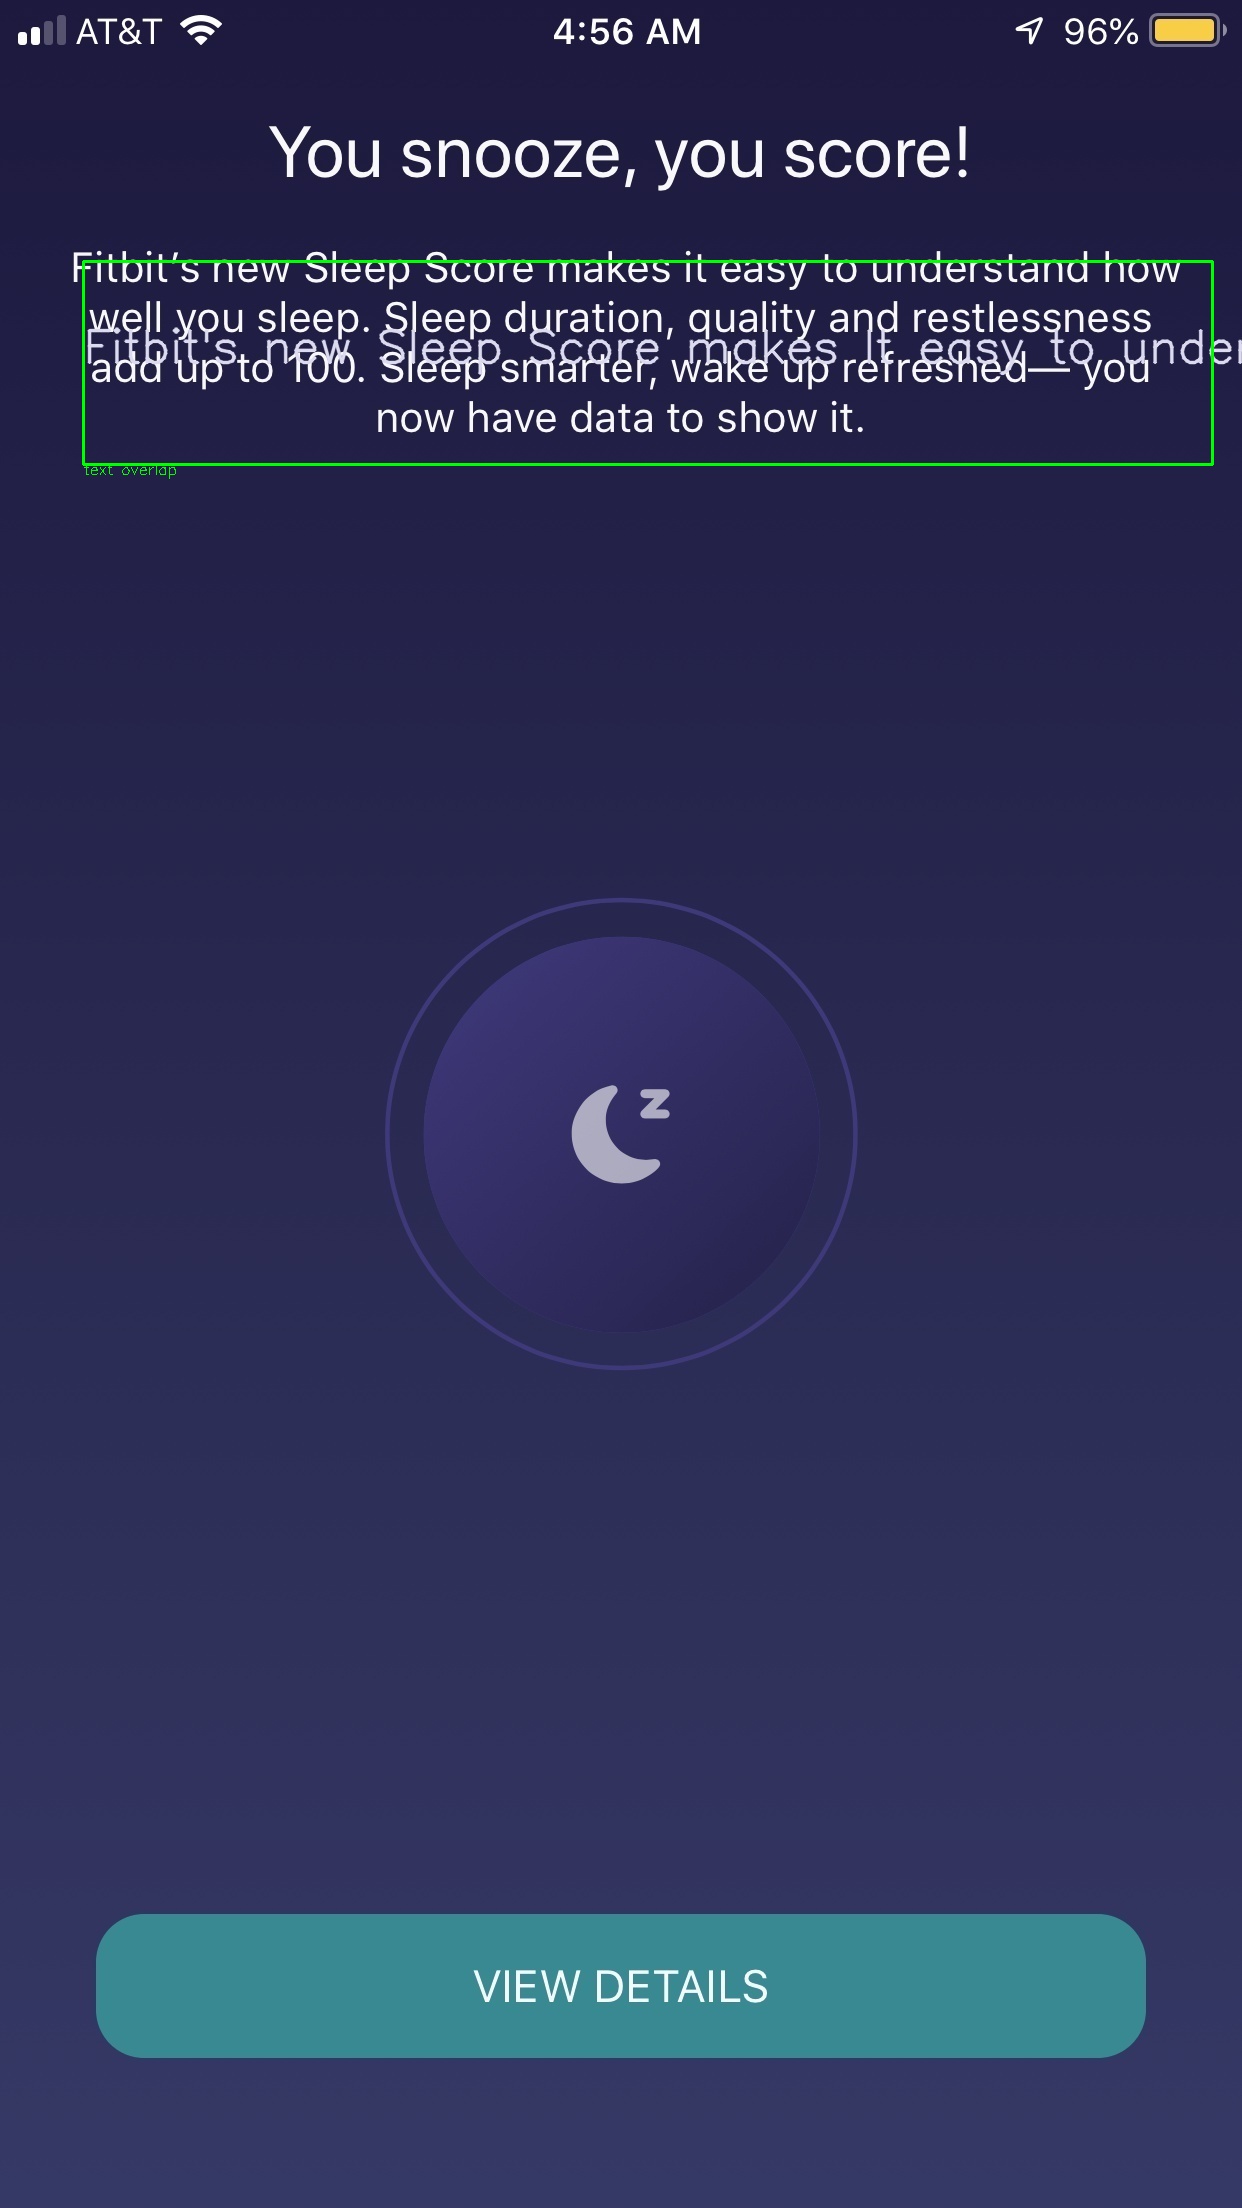 AT&T 4:56 AM 96%
You snooze, you score!
Fitbit’s new Sleep Score makes it easy to understand how
well you sleep. Sleep duration, quality and restlessness
Fitbit's new Sleep Score makes It easy to under
add up to 100. Sleep smarter, wake up refreshed— you
now have data to show it.
text overlap
z
VIEW DETAILS